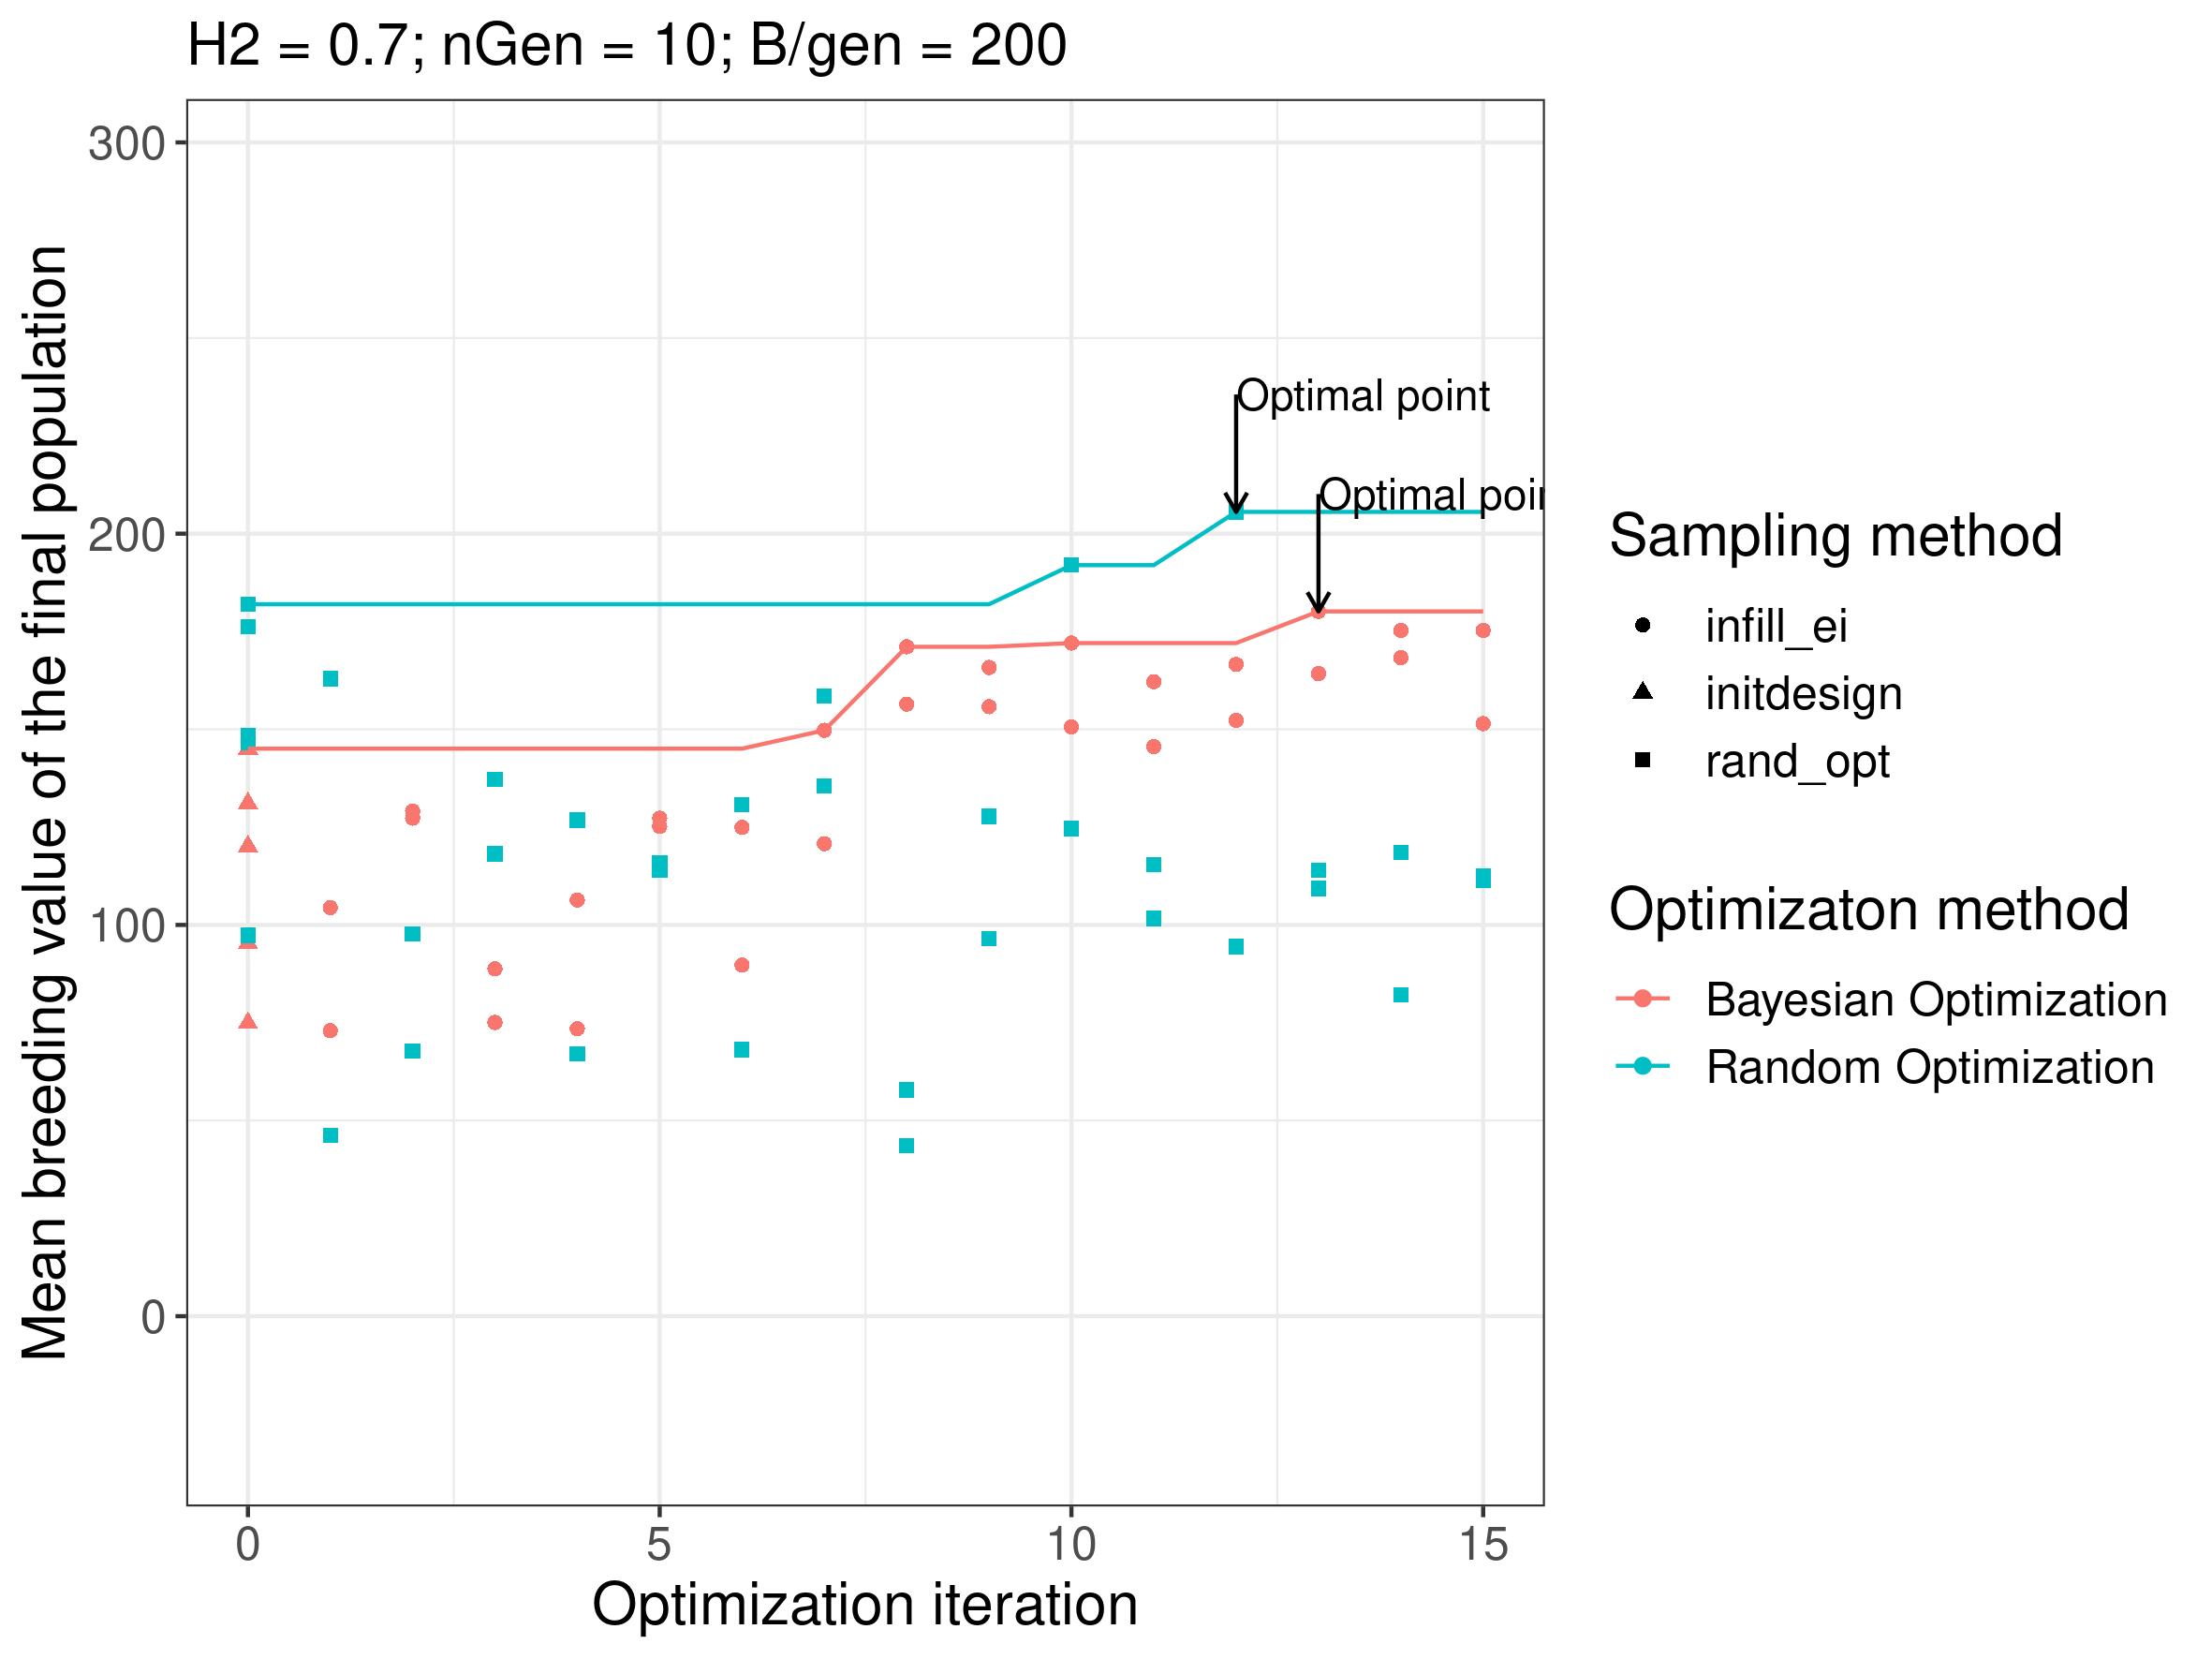 H2 = 0.7; nGen = 10; B/gen = 200
Mean breeding value of the final population
300
200
100
0
Optimal point
Optimal poin
0
5
10
15
Optimization iteration
Sampling method
infill_ei
initdesign
rand_opt
Optimizaton method
Bayesian Optimization
Random Optimization